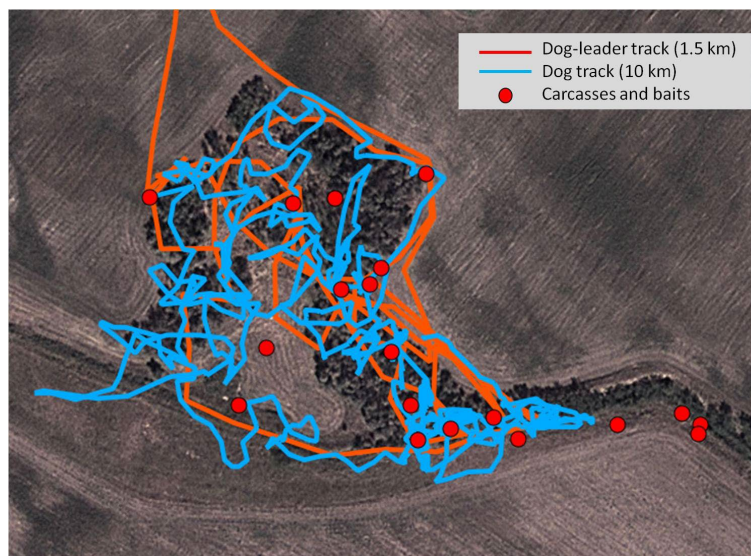 Dog-leader track (1.5 km)
Dog track (10 km)
Carcasses and baits